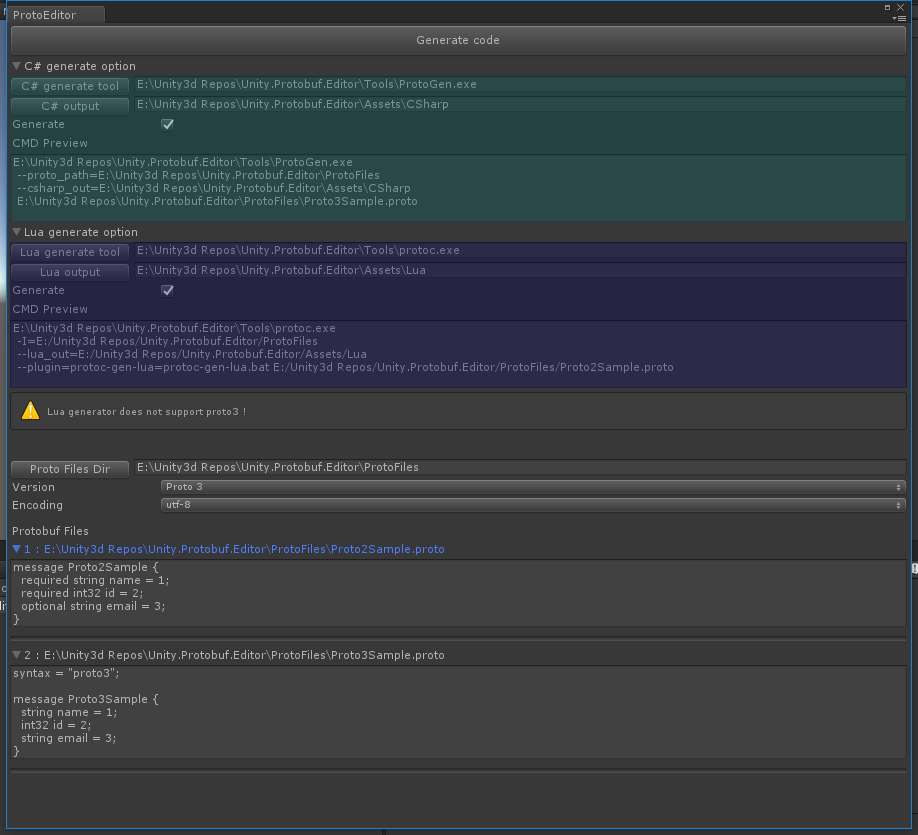 ProtoEditor
Generate code
C# generate option
C# generate tool E:\Unity3d Repos\Unity.Protobuf.Editor\Tools\ProtoGen.exe
C# output E:\Unity3d Repos\Unity.Protobuf.Editor\Assets\CSharp
Generate
CMD Preview
E:\Unity3d Repos\Unity.Protobuf.Editor\Tools\ProtoGen.exe
--proto_path=E:\Unity3d Repos\Unity.Protobuf.Editor\ProtoFiles
--csharp_out=E:\Unity3d Repos\Unity.Protobuf.Editor\Assets\CSharp
E:\Unity3d Repos\Unity.Protobuf.Editor\ProtoFiles\Proto3Sample.proto
Lua generate option
Lua generate tool E:\Unity3d Repos\Unity.Protobuf.Editor\Tools\protoc.exe
Lua output E:\Unity3d Repos\Unity.Protobuf.Editor\Assets\Lua
Generate
CMD Preview
E:\Unity3d Repos\Unity.Protobuf.Editor\Tools\protoc.exe
-I=E:/Unity3d Repos/Unity.Protobuf.Editor/ProtoFiles
--lua_out=E:/Unity3d Repos/Unity.Protobuf.Editor/Assets/Lua
--plugin=protoc-gen-lua=protoc-gen-lua.bat E:/Unity3d Repos/Unity.Protobuf.Editor/ProtoFiles/Proto2Sample.proto
Lua generator does not support proto3 !
Proto Files Dir E:\Unity3d Repos\Unity.Protobuf.Editor\ProtoFiles
Version Proto 3
Encoding utf-8
Protobuf Files
1 : E:\Unity3d Repos\Unity.Protobuf.Editor\ProtoFiles\Proto2Sample.proto
message Proto2Sample {
required string name = 1;
required int32 id = 2;
optional string email = 3;
}
2 : E:\Unity3d Repos\Unity.Protobuf.Editor\ProtoFiles\Proto3Sample.proto
syntax = "proto3";
message Proto3Sample {
string name = 1;
int32 id = 2;
string email = 3;
}